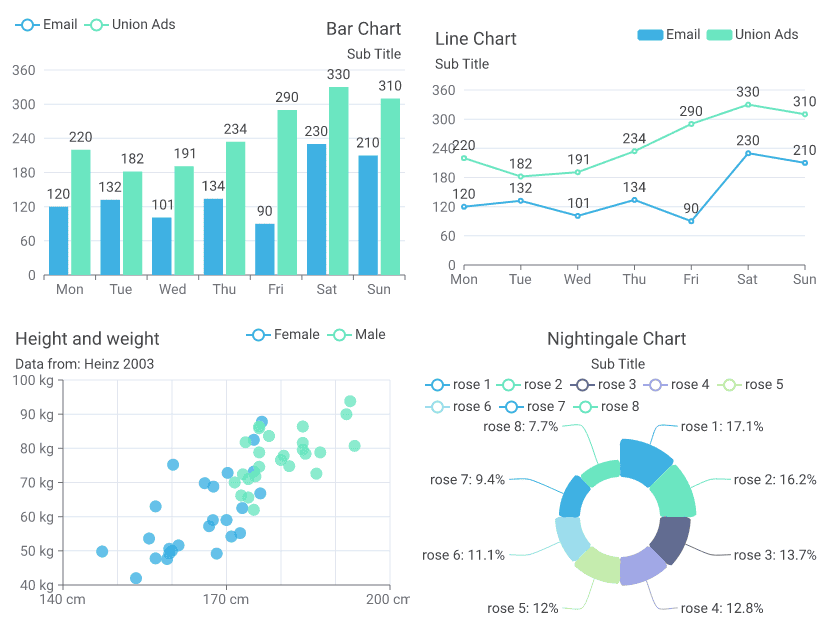 Email Union Ads
Bar Chart
Sub Title
360
300
240
180
120
60
0
120 220 132 182 101 191 134 234 90 290 230 330 210 310
Mon Tue Wed Thu Fri Sat Sun
Line Chart
Sub Title
Email Union Ads
360
300
240
180
120
60
0
220 182 191 234 290 330 310
120 132 101 134 90 230 210
Mon Tue Wed Thu Fri Sat Sun
Height and weight
Data from: Heinz 2003
Female Male
100 kg
90 kg
80 kg
70 kg
60 kg
50 kg
40 kg
140 cm 170 cm 200 cm
Nightingale Chart
Sub Title
rose 1 rose 2 rose 3 rose 4 rose 5
rose 6 rose 7 rose 8
rose 8: 7.7% rose 1: 17.1%
rose 7: 9.4% rose 2: 16.2%
rose 6: 11.1% rose 3: 13.7%
rose 5: 12% rose 4: 12.8%